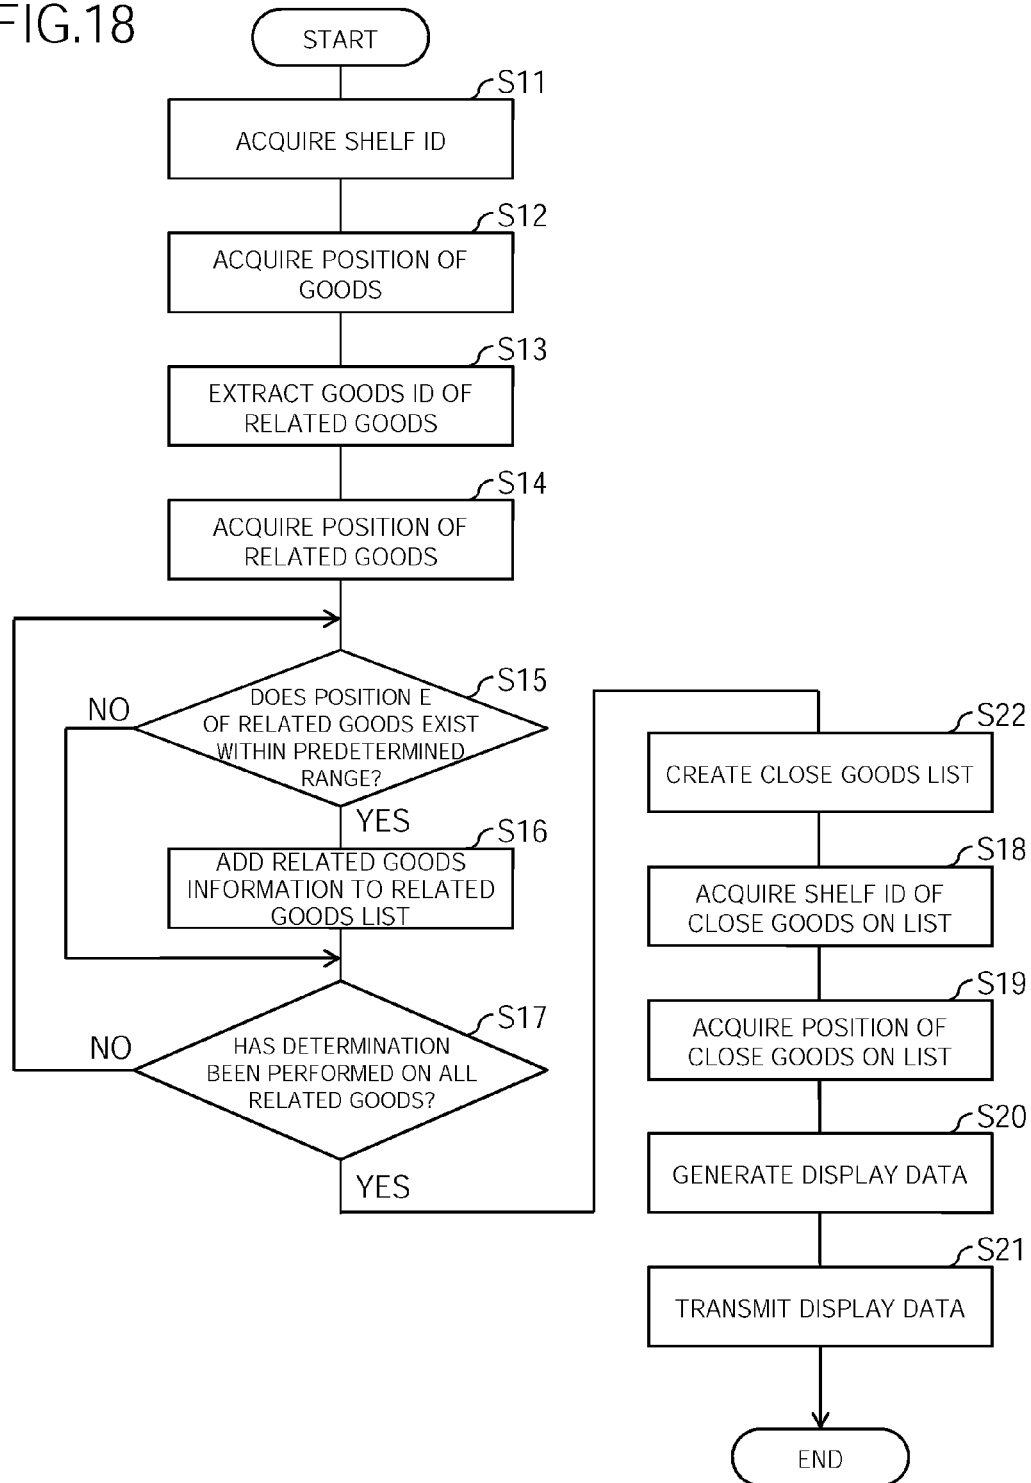 FIG.18
START
S11
ACQUIRE SHELF ID
S12
ACQUIRE POSITION OF
GOODS
S13
EXTRACT GOODS ID OF
RELATED GOODS
S14
ACQUIRE POSITION OF
RELATED GOODS
S15
DOES POSITION E
OF RELATED GOODS EXIST
WITHIN PREDETERMINED
RANGE?
NO
YES
S16
ADD RELATED GOODS
INFORMATION TO RELATED
GOODS LIST
S17
HAS DETERMINATION
BEEN PERFORMED ON ALL
RELATED GOODS?
NO
YES
S22
CREATE CLOSE GOODS LIST
S18
ACQUIRE SHELF ID OF
CLOSE GOODS ON LIST
S19
ACQUIRE POSITION OF
CLOSE GOODS ON LIST
S20
GENERATE DISPLAY DATA
S21
TRANSMIT DISPLAY DATA
END